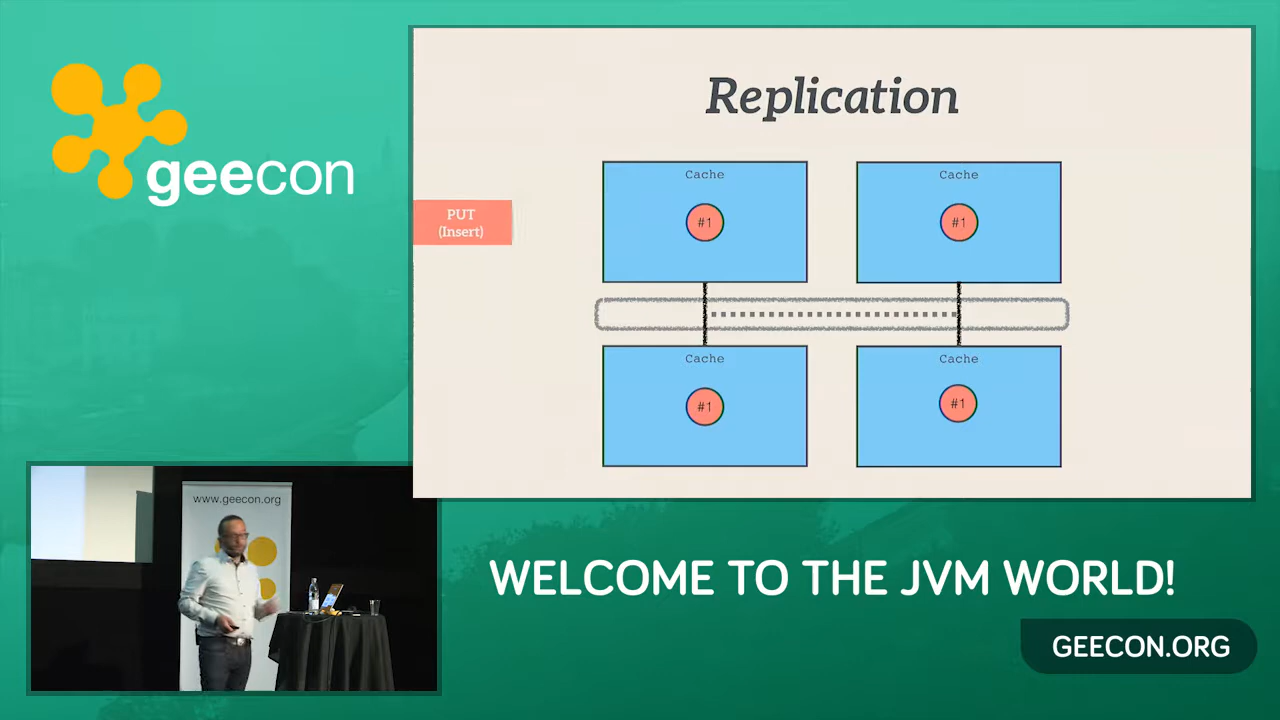 geecon
Replication
PUT
(Insert)
Cache
#1
Cache
#1
Cache
#1
Cache
#1
www.geecon.org
WELCOME TO THE JVM WORLD!
GEECON.ORG